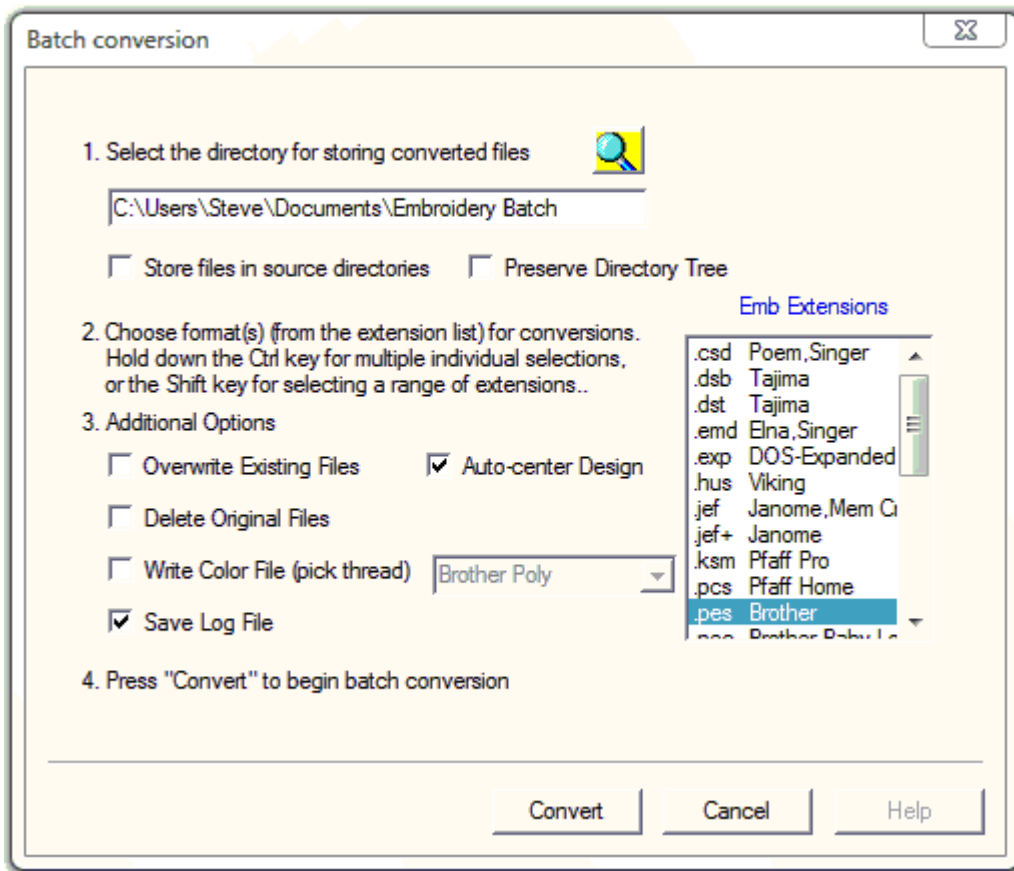 Batch conversion
1. Select the directory for storing converted files
C:\Users\Steve\Documents\Embroidery Batch
Store files in source directories
Preserve Directory Tree
Emb Extensions
2. Choose format(s) (from the extension list) for conversions.
Hold down the Ctrl key for multiple individual selections,
or the Shift key for selecting a range of extensions..
.csd Poem,Singer
.dsb Tajima
.dst Tajima
.emd Elna,Singer
.exp DOS-Expanded
.hus Viking
.jef Janome,Mem
.jef+ Janome
.ksm Pfaff Pro
.pcs Pfaff Home
.pes Brother
Brother Baby
3. Additional Options
Overwrite Existing Files
Auto-center Design
Delete Original Files
Write Color File (pick thread)
Brother Poly
Save Log File
4. Press "Convert" to begin batch conversion
Convert
Cancel
Help